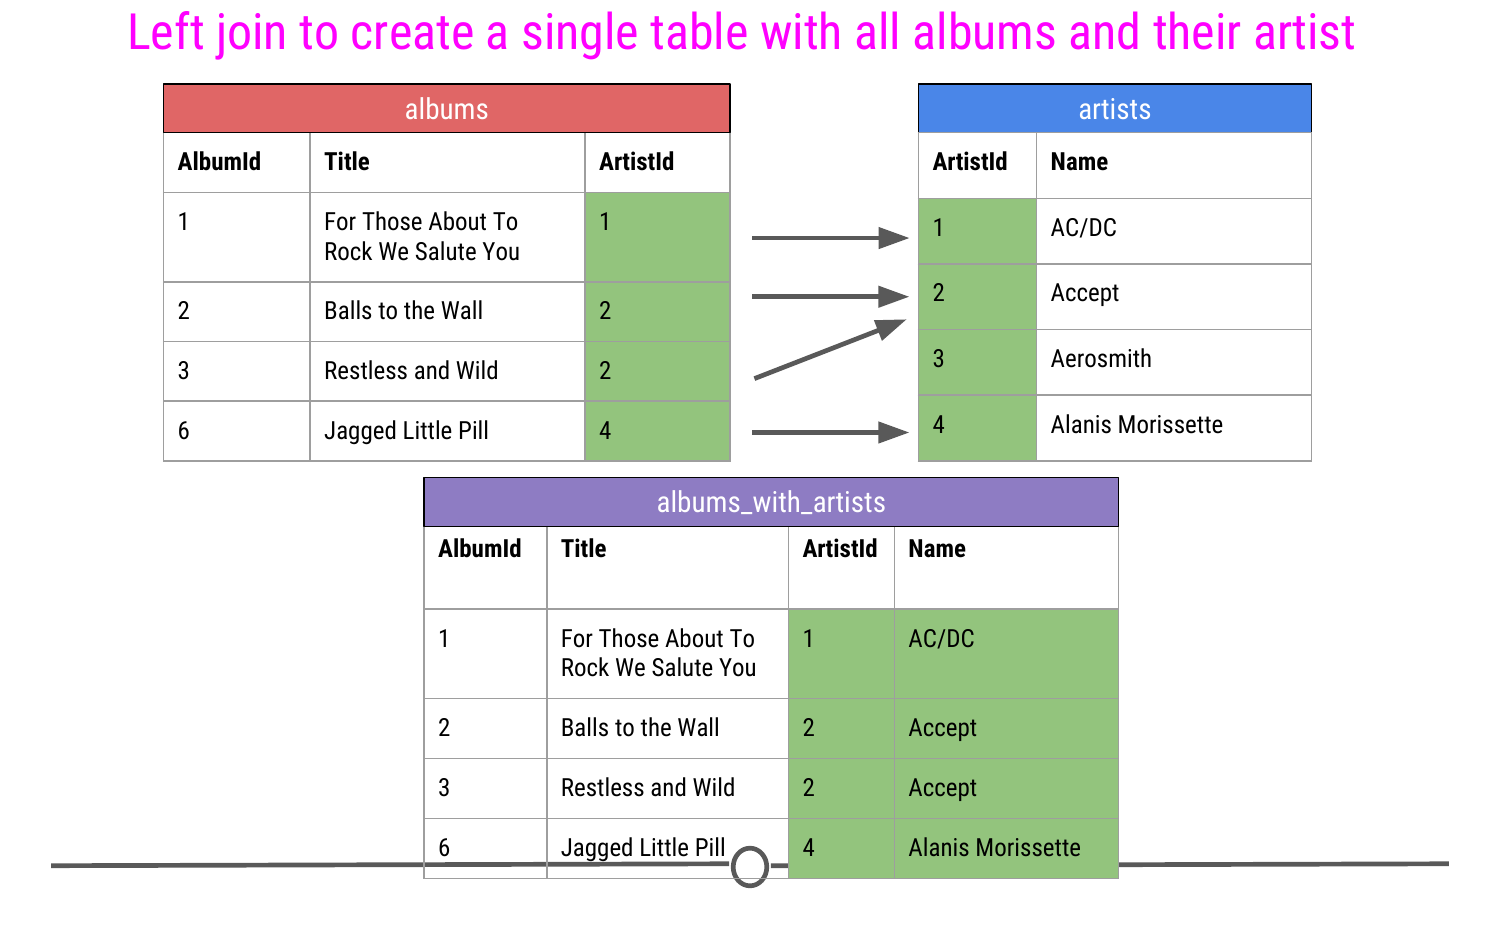 Left join to create a single table with all albums and their artist
albums
AlbumId Title ArtistId
1 For Those About To 1
Rock We Salute You
2 Balls to the Wall 2
3 Restless and Wild 2
6 Jagged Little Pill 4
artists
ArtistId Name
1 AC/DC
2 Accept
3 Aerosmith
4 Alanis Morissette
albums_with_artists
AlbumId Title ArtistId Name
1 For Those About To 1 AC/DC
Rock We Salute You
2 Balls to the Wall 2 Accept
3 Restless and Wild 2 Accept
6 Jagged Little Pill 4 Alanis Morissette